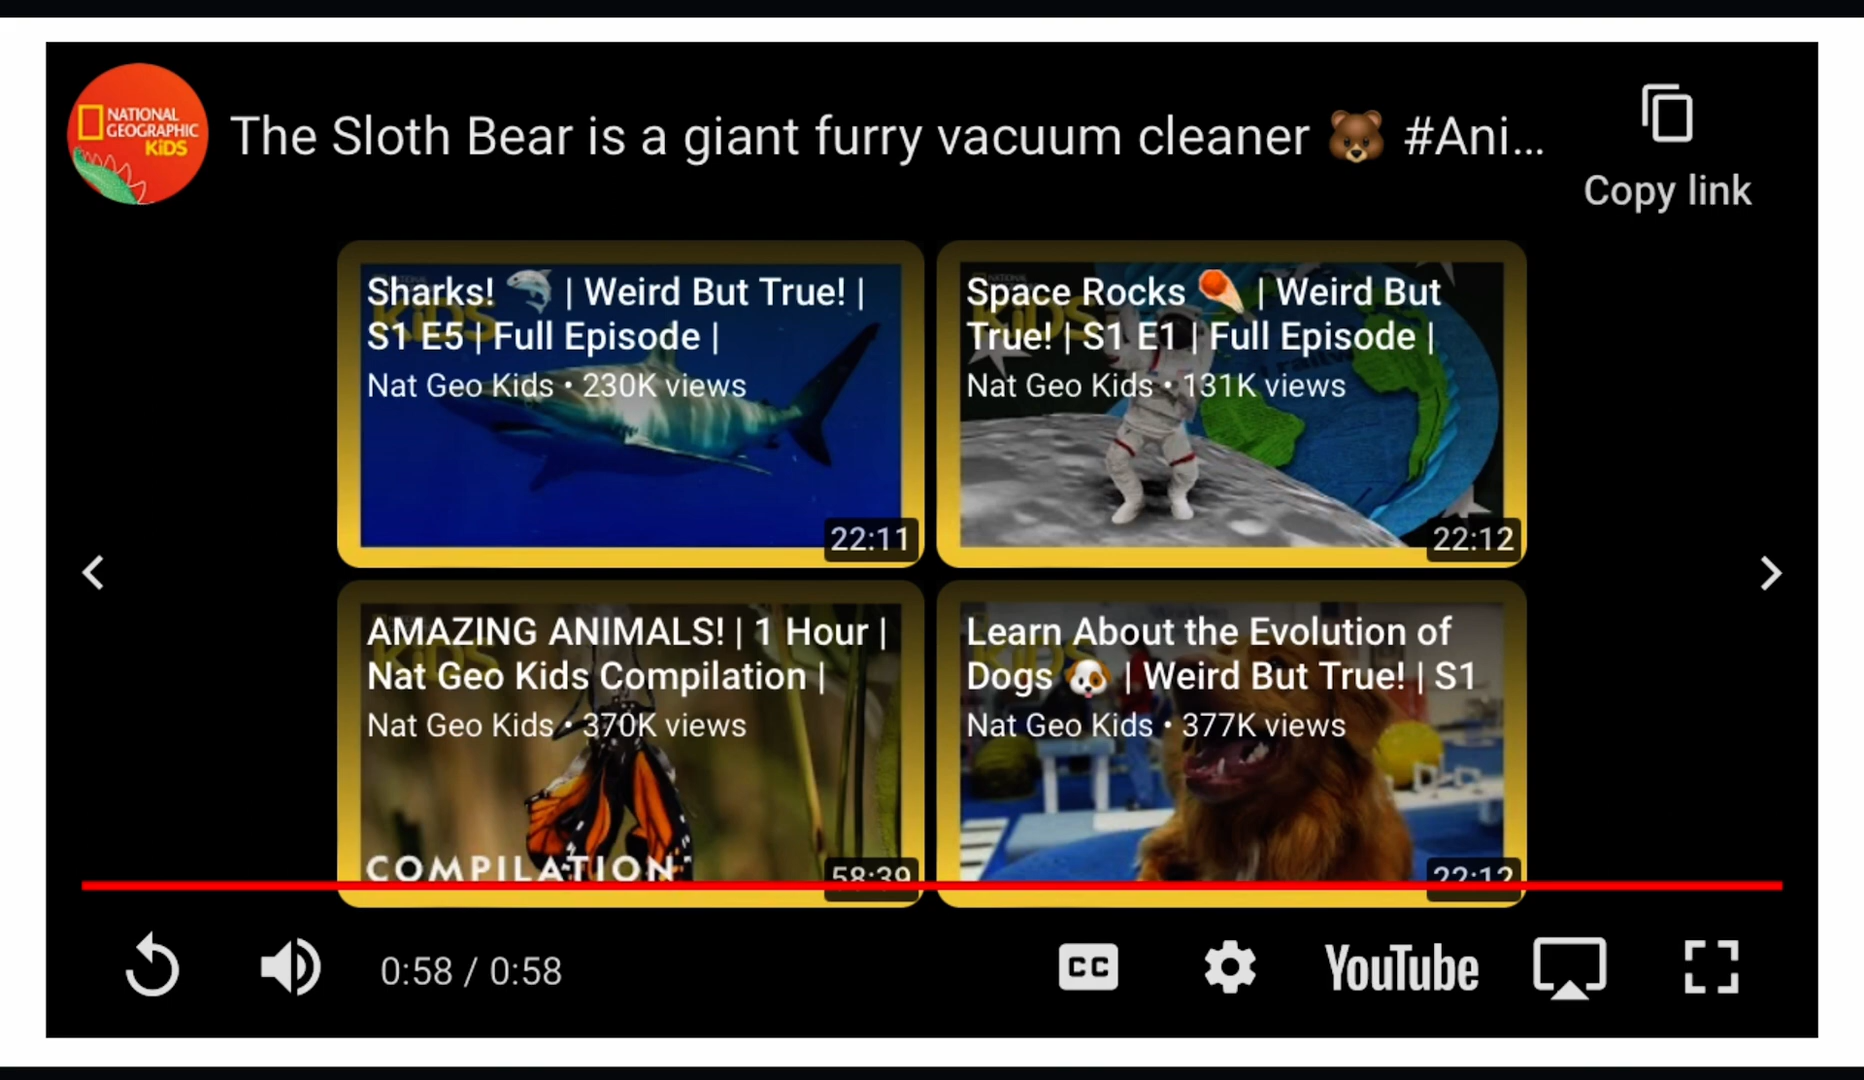 NATIONAL
GEOGRAPHIC
KiDS
The Sloth Bear is a giant furry vacuum cleaner 🐻 #Ani...
Copy link
Sharks! 🦈 | Weird But True! |
S1 E5 | Full Episode |
Nat Geo Kids • 230K views
22:11
Space Rocks ☄️ | Weird But
True! | S1 E1 | Full Episode |
Nat Geo Kids • 131K views
22:12
AMAZING ANIMALS! | 1 Hour |
Nat Geo Kids Compilation |
Nat Geo Kids • 370K views
COMPILATION
58:39
Learn About the Evolution of
Dogs 🐶 | Weird But True! | S1
Nat Geo Kids • 377K views
22:12
0:58 / 0:58
CC
YouTube